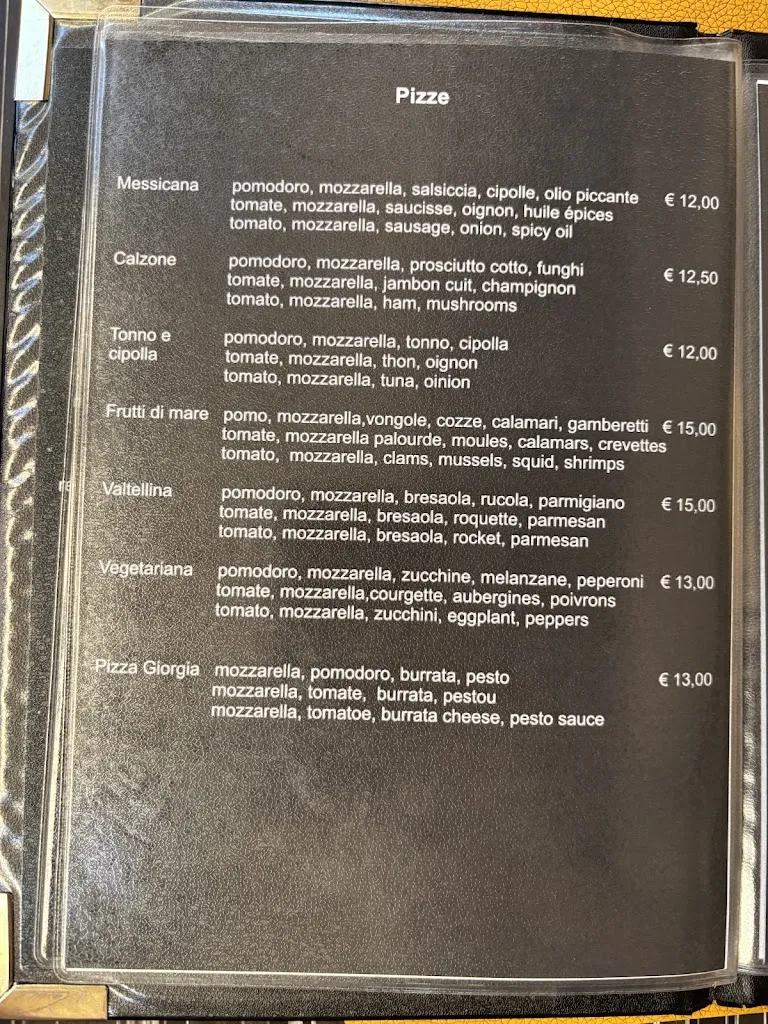 Pizze
Messicana pomodoro, mozzarella, salsiccia, cipolle, olio piccante € 12,00
tomate, mozzarella, saucisse, oignon, huile épices
tomato, mozzarella, sausage, onion, spicy oil
Calzone pomodoro, mozzarella, prosciutto cotto, funghi € 12,50
tomate, mozzarella, jambon cuit, champignon
tomato, mozzarella, ham, mushrooms
Tonno e pomodoro, mozzarella, tonno, cipolla € 12,00
cipolla tomate, mozzarella, thon, oignon
tomato, mozzarella, tuna, oinion
Frutti di mare pomo, mozzarella,vongole, cozze, calamari, gamberetti € 15,00
tomate, mozzarella palourde, moules, calamars, crevettes
tomato, mozzarella, clams, mussels, squid, shrimps
Valtellina pomodoro, mozzarella, bresaola, rucola, parmigiano € 15,00
tomate, mozzarella, bresaola, roquette, parmesan
tomato, mozzarella, bresaola, rocket, parmesan
Vegetariana pomodoro, mozzarella, zucchine, melanzane, peperoni € 13,00
tomate, mozzarella,courgette, aubergines, poivrons
tomato, mozzarella, zucchini, eggplant, peppers
Pizza Giorgia mozzarella, pomodoro, burrata, pesto € 13,00
mozzarella, tomate, burrata, pestou
mozzarella, tomatoe, burrata cheese, pesto sauce